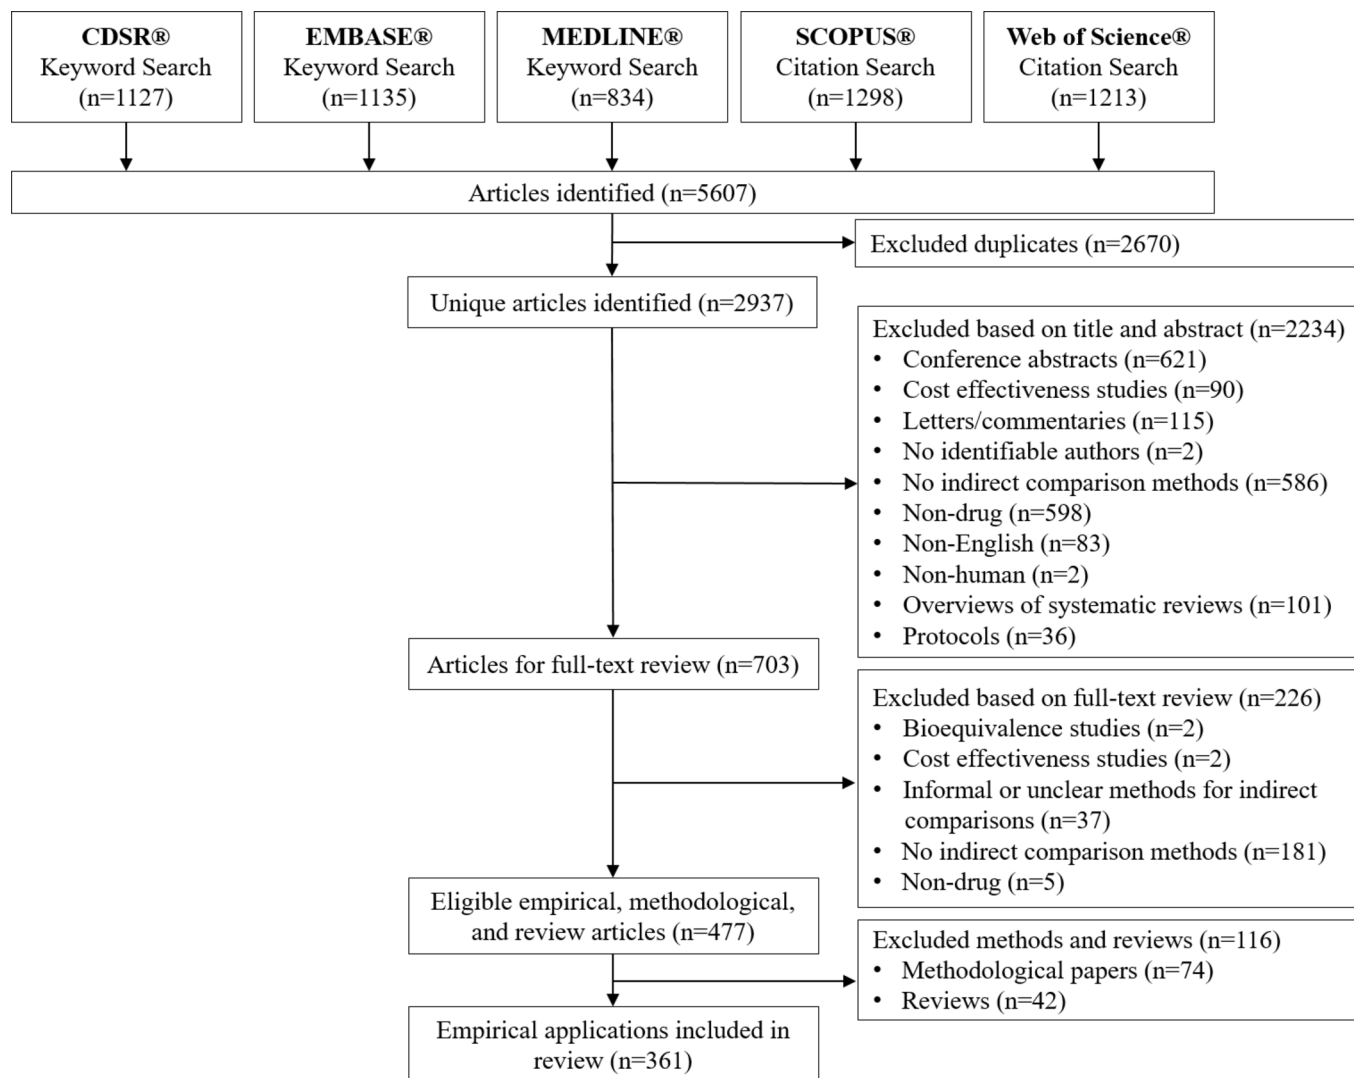 CDSR®
Keyword Search
(n=1127)
EMBASE®
Keyword Search
(n=1135)
MEDLINE®
Keyword Search
(n=834)
SCOPUS®
Citation Search
(n=1298)
Web of Science®
Citation Search
(n=1213)
Articles identified (n=5607)
Excluded duplicates (n=2670)
Unique articles identified (n=2937)
Excluded based on title and abstract (n=2234)
• Conference abstracts (n=621)
• Cost effectiveness studies (n=90)
• Letters/commentaries (n=115)
• No identifiable authors (n=2)
• No indirect comparison methods (n=586)
• Non-drug (n=598)
• Non-English (n=83)
• Non-human (n=2)
• Overviews of systematic reviews (n=101)
• Protocols (n=36)
Articles for full-text review (n=703)
Excluded based on full-text review (n=226)
• Bioequivalence studies (n=2)
• Cost effectiveness studies (n=2)
• Informal or unclear methods for indirect
comparisons (n=37)
• No indirect comparison methods (n=181)
• Non-drug (n=5)
Eligible empirical, methodological,
and review articles (n=477)
Excluded methods and reviews (n=116)
• Methodological papers (n=74)
• Reviews (n=42)
Empirical applications included in
review (n=361)